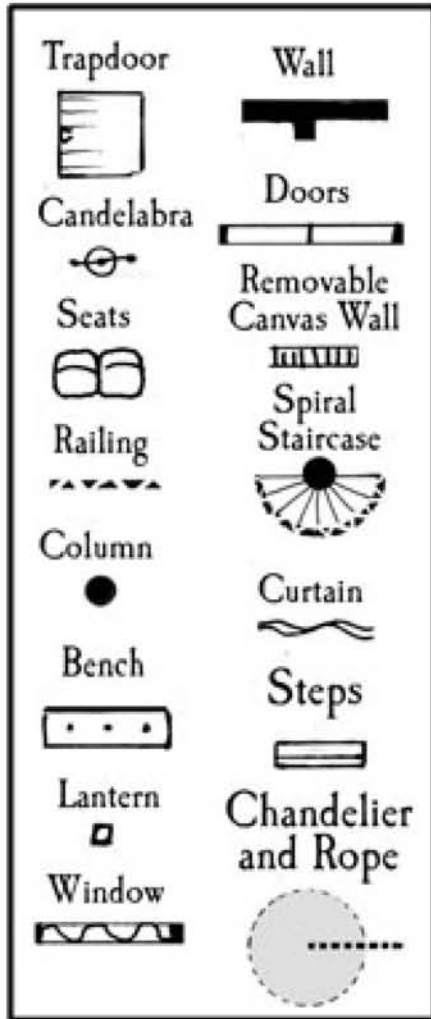 Trapdoor
Candelabra
Seats
Railing
Column
Bench
Lantern
Window
Wall
Doors
Removable
Canvas Wall
Spiral
Staircase
Curtain
Steps
Chandelier
and Rope